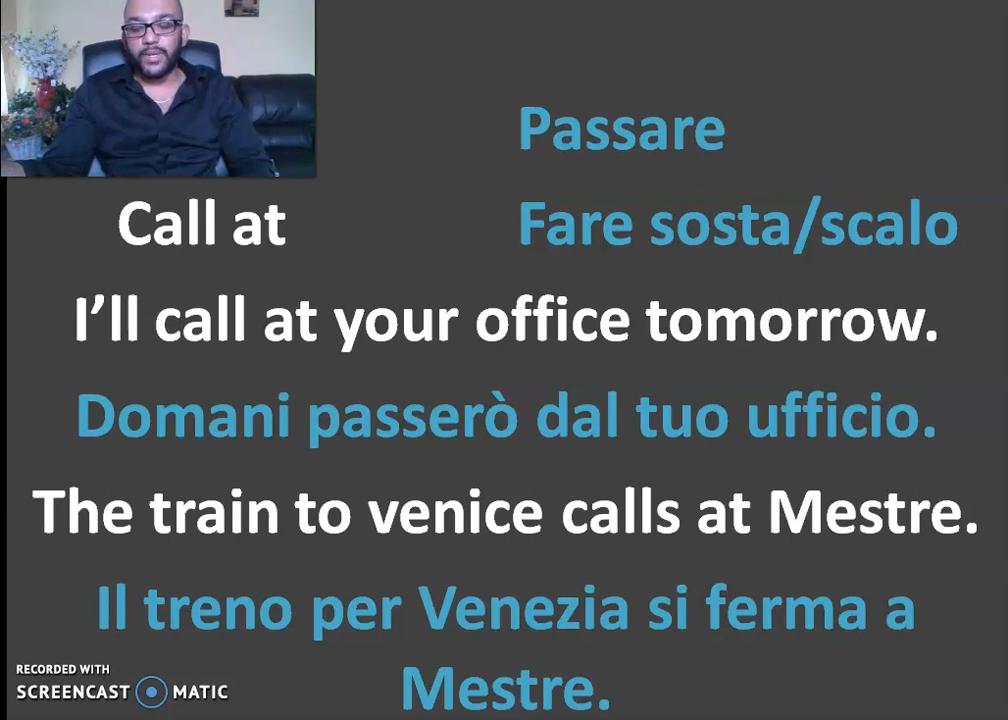 Passare
Call at Fare sosta/scalo
I’ll call at your office tomorrow.
Domani passerò dal tuo ufficio.
The train to venice calls at Mestre.
Il treno per Venezia si ferma a
Mestre.
RECORDED WITH
SCREENCAST MATIC